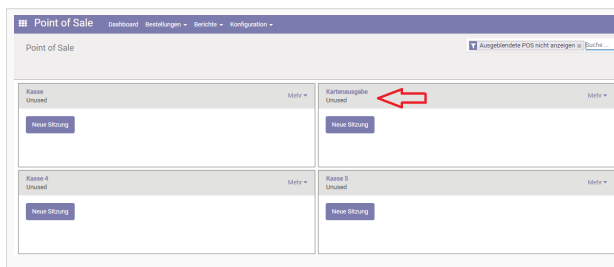 Point of Sale Dashboard Bestellungen Berichte Konfiguration
Point of Sale Ausgeblendete POS nicht anzeigen x Suche ...
Kasse Mehr
Unused
Neue Sitzung
Kartenausgabe Mehr
Unused
Neue Sitzung
Kasse 4 Mehr
Unused
Neue Sitzung
Kasse 5 Mehr
Unused
Neue Sitzung